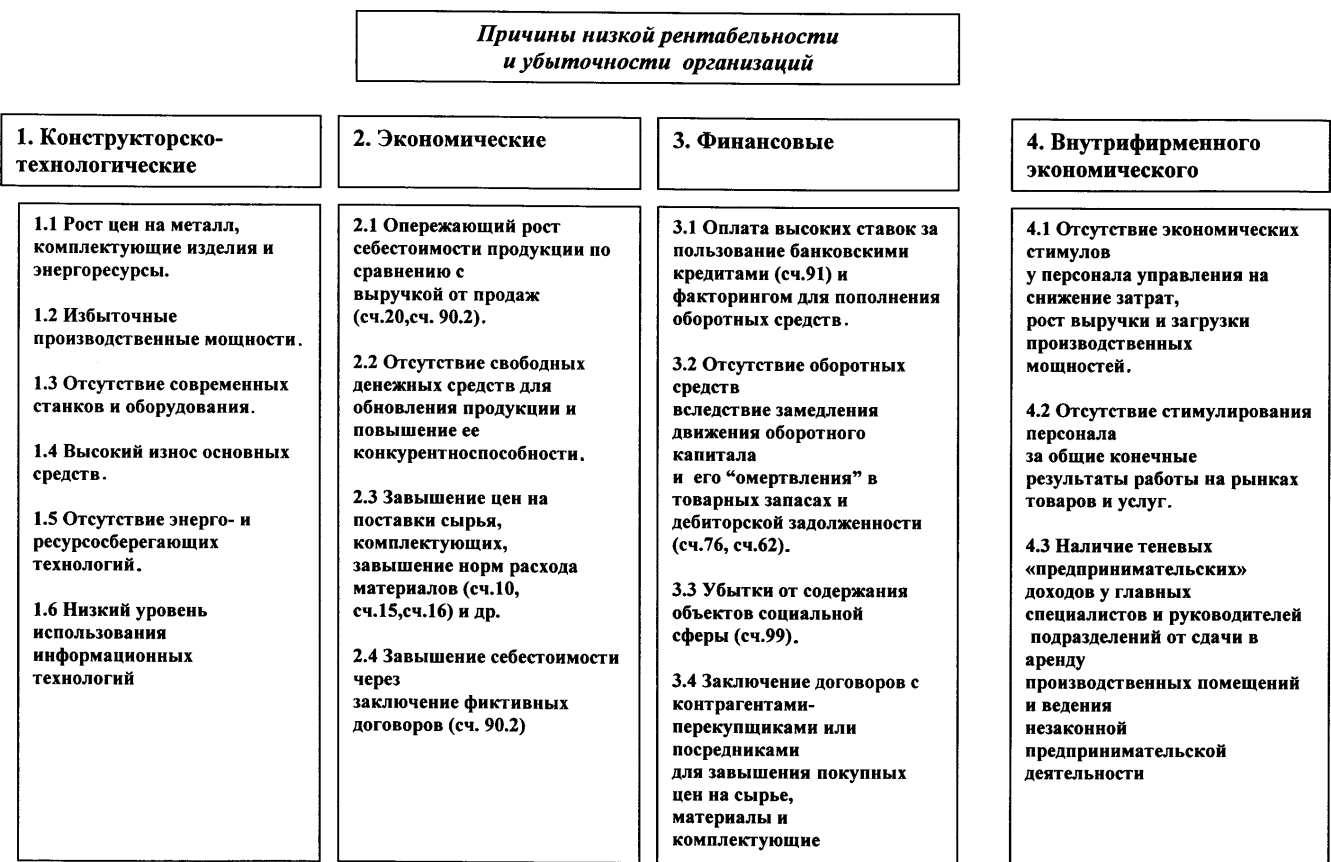 Причины низкой рентабельности
и убыточности организаций
1. Конструкторско-
технологические
1.1 Рост цен на металл,
комплектующие изделия и
энергоресурсы.
1.2 Избыточные
производственные мощности.
1.3 Отсутствие современных
станков и оборудования.
1.4 Высокий износ основных
средств.
1.5 Отсутствие энерго- и
ресурсосберегающих
технологий.
1.6 Низкий уровень
использования
информационных
технологий
2. Экономические
2.1 Опережающий рост
себестоимости продукции по
сравнению с
выручкой от продаж
(сч.20,сч. 90.2).
2.2 Отсутствие свободных
денежных средств для
обновления продукции и
повышение ее
конкурентноспособности.
2.3 Завышение цен на
поставки сырья,
комплектующих,
завышение норм расхода
материалов (сч.10,
сч.15,сч.16) и др.
2.4 Завышение себестоимости
через
заключение фиктивных
договоров (сч. 90.2)
3. Финансовые
3.1 Оплата высоких ставок за
пользование банковскими
кредитами (сч.91) и
факторингом для пополнения
оборотных средств.
3.2 Отсутствие оборотных
средств
вследствие замедления
движения оборотного
капитала
и его “омертвления” в
товарных запасах и
дебиторской задолженности
(сч.76, сч.62).
3.3 Убытки от содержания
объектов социальной
сферы (сч.99).
3.4 Заключение договоров с
контрагентами-
перекупщиками или
посредниками
для завышения покупных
цен на сырье,
материалы и
комплектующие
4. Внутрифирменного
экономического
4.1 Отсутствие экономических
стимулов
у персонала управления на
снижение затрат,
рост выручки и загрузки
производственных
мощностей.
4.2 Отсутствие стимулирования
персонала
за общие конечные
результаты работы на рынках
товаров и услуг.
4.3 Наличие теневых
«предпринимательских»
доходов у главных
специалистов и руководителей
подразделений от сдачи в
аренду
производственных помещений
и ведения
незаконной
предпринимательской
деятельности